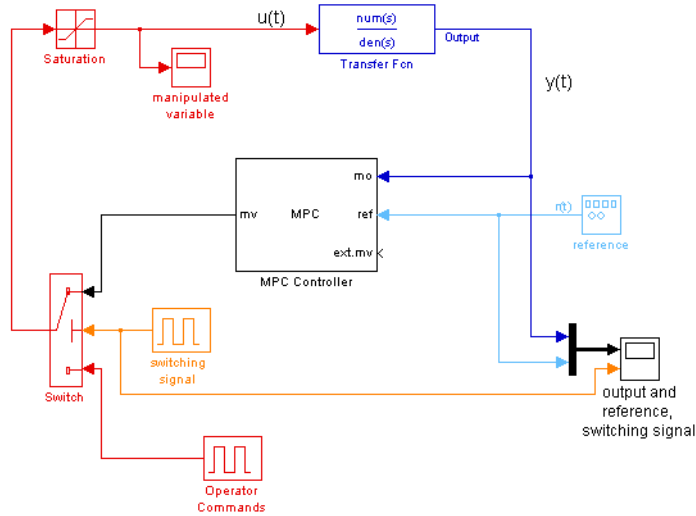 u(t)
num(s)
den(s)
Output
Transfer Fcn
Saturation
manipulated
variable
y(t)
mo
mv
MPC
ref
r(t)
reference
ext.mv
MPC Controller
switching
signal
Switch
output and
reference,
switching signal
Operator
Commands